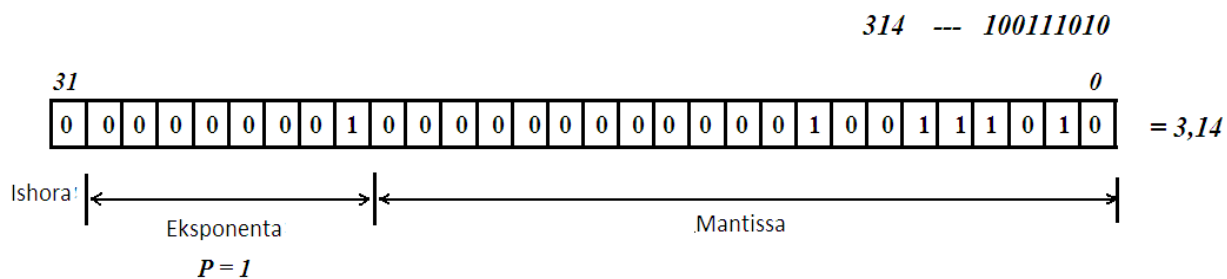 314 --- 100111010
31 0
0 0 0 0 0 0 0 0 1 0 0 0 0 0 0 0 0 0 0 0 0 1 0 0 1 1 1 0 1 0 = 3,14
Ishora
Eksponenta
Mantissa
P = 1